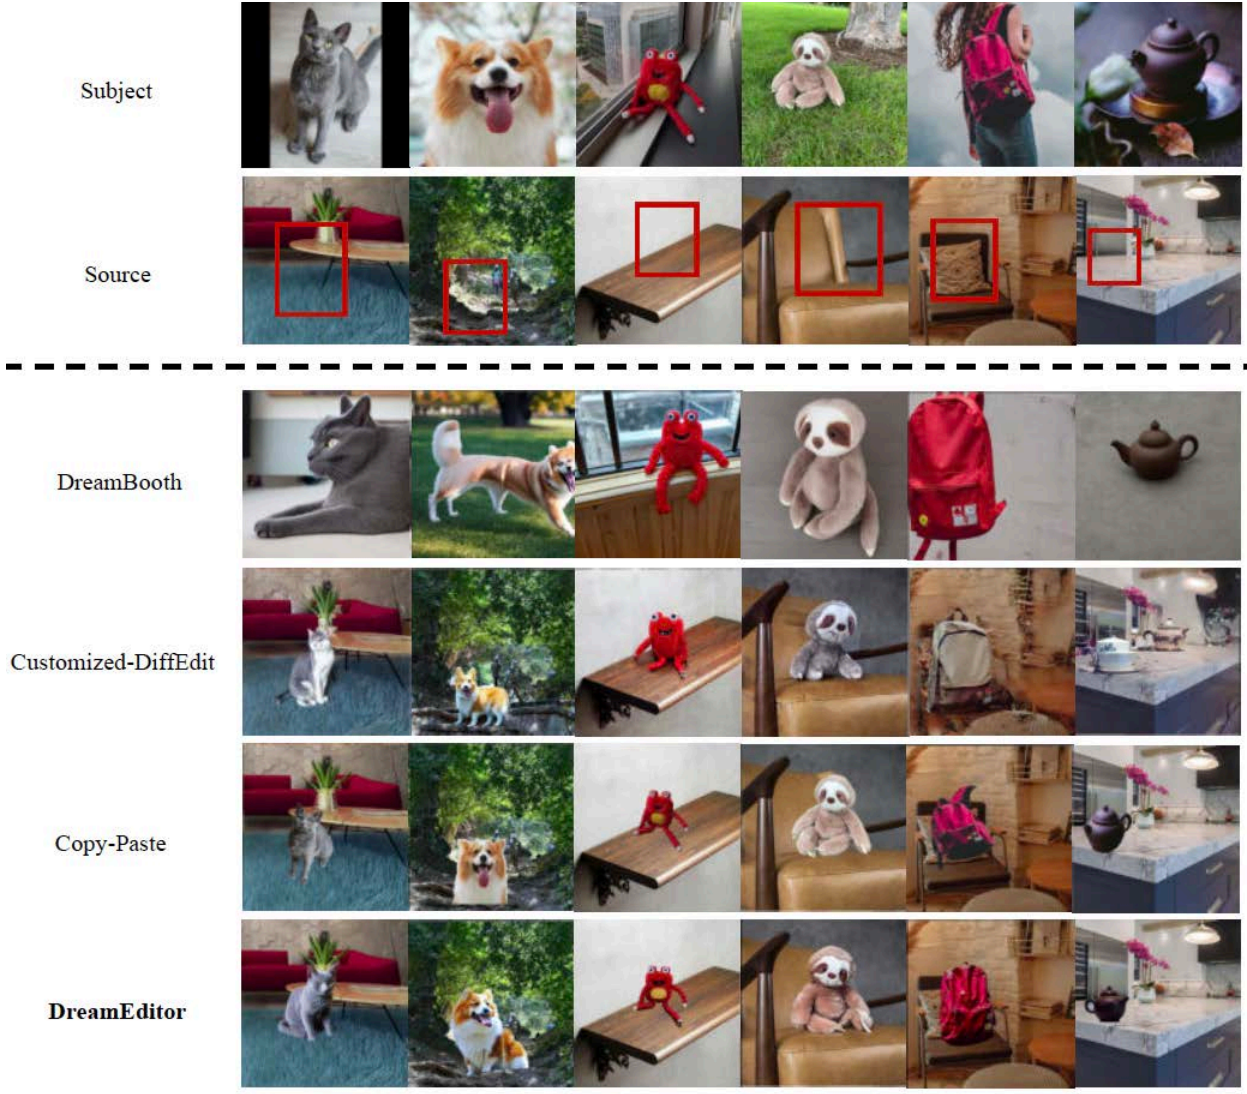 Subject
Source
DreamBooth
Customized-DiffEdit
Copy-Paste
DreamEditor